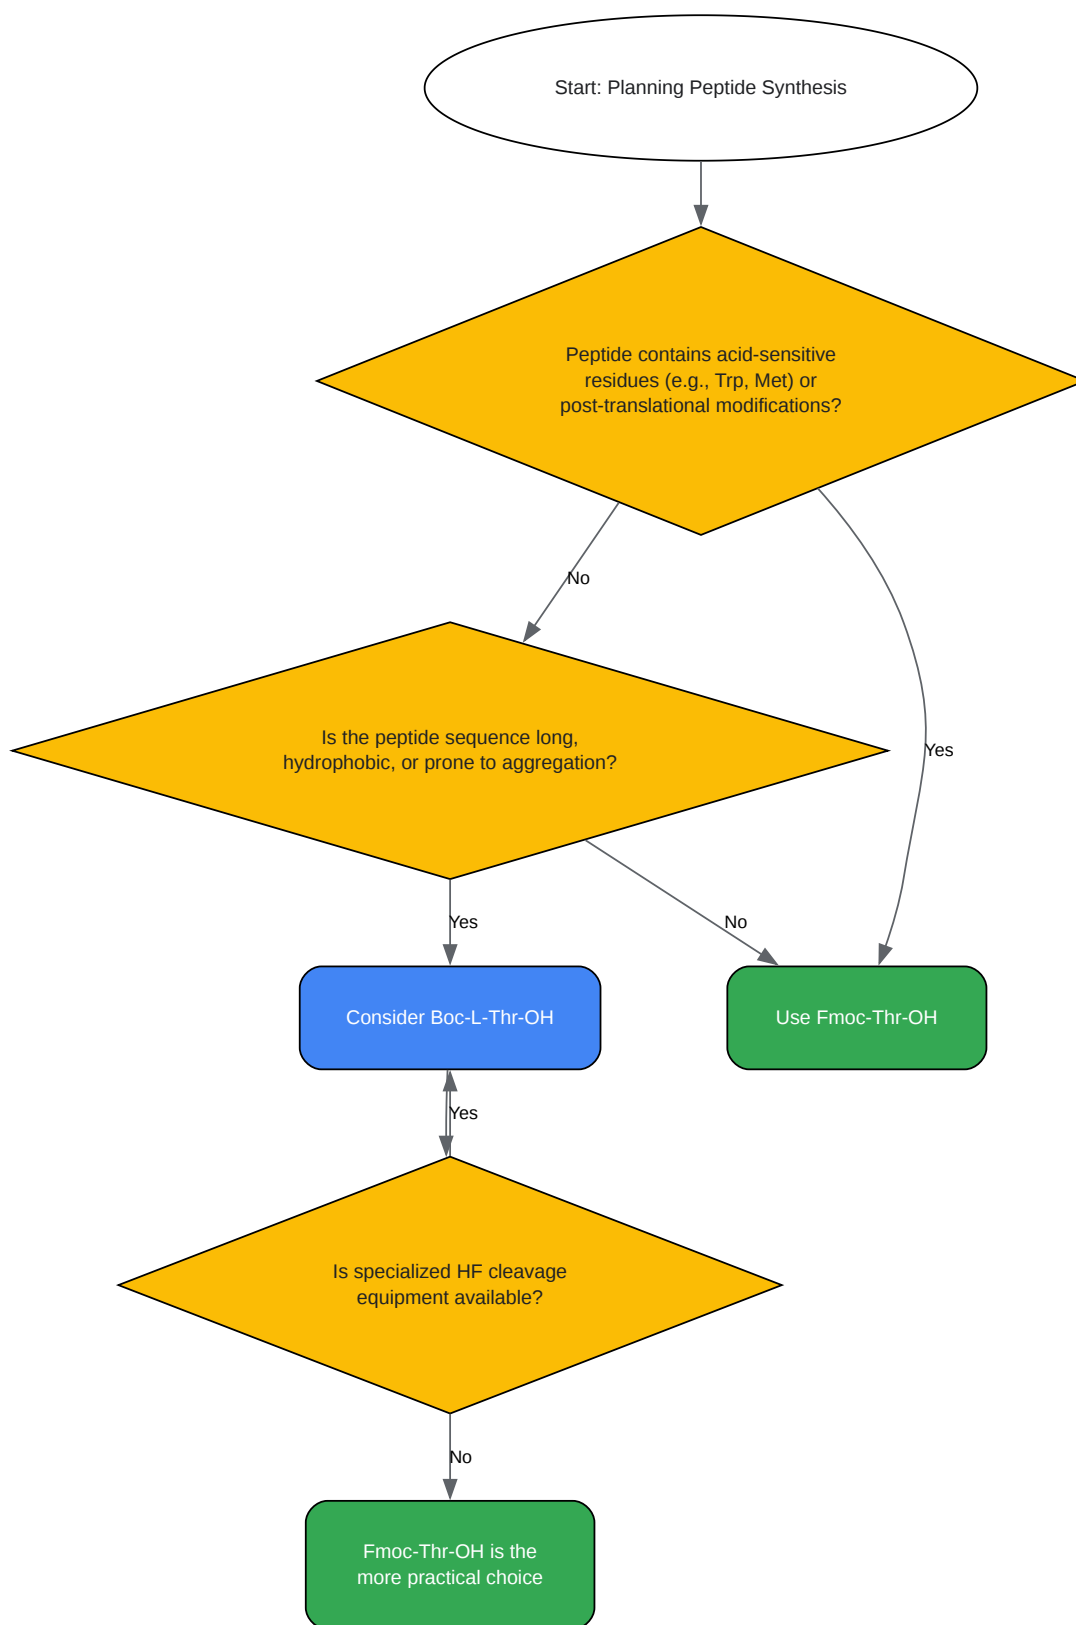 Start: Planning Peptide Synthesis
Peptide contains acid-sensitive
residues (e.g., Trp, Met) or
post-translational modifications?
No
Is the peptide sequence long,
hydrophobic, or prone to aggregation?
Yes
Yes
No
Consider Boc-L-Thr-OH
Use Fmoc-Thr-OH
Yes
Is specialized HF cleavage
equipment available?
No
Fmoc-Thr-OH is the
more practical choice